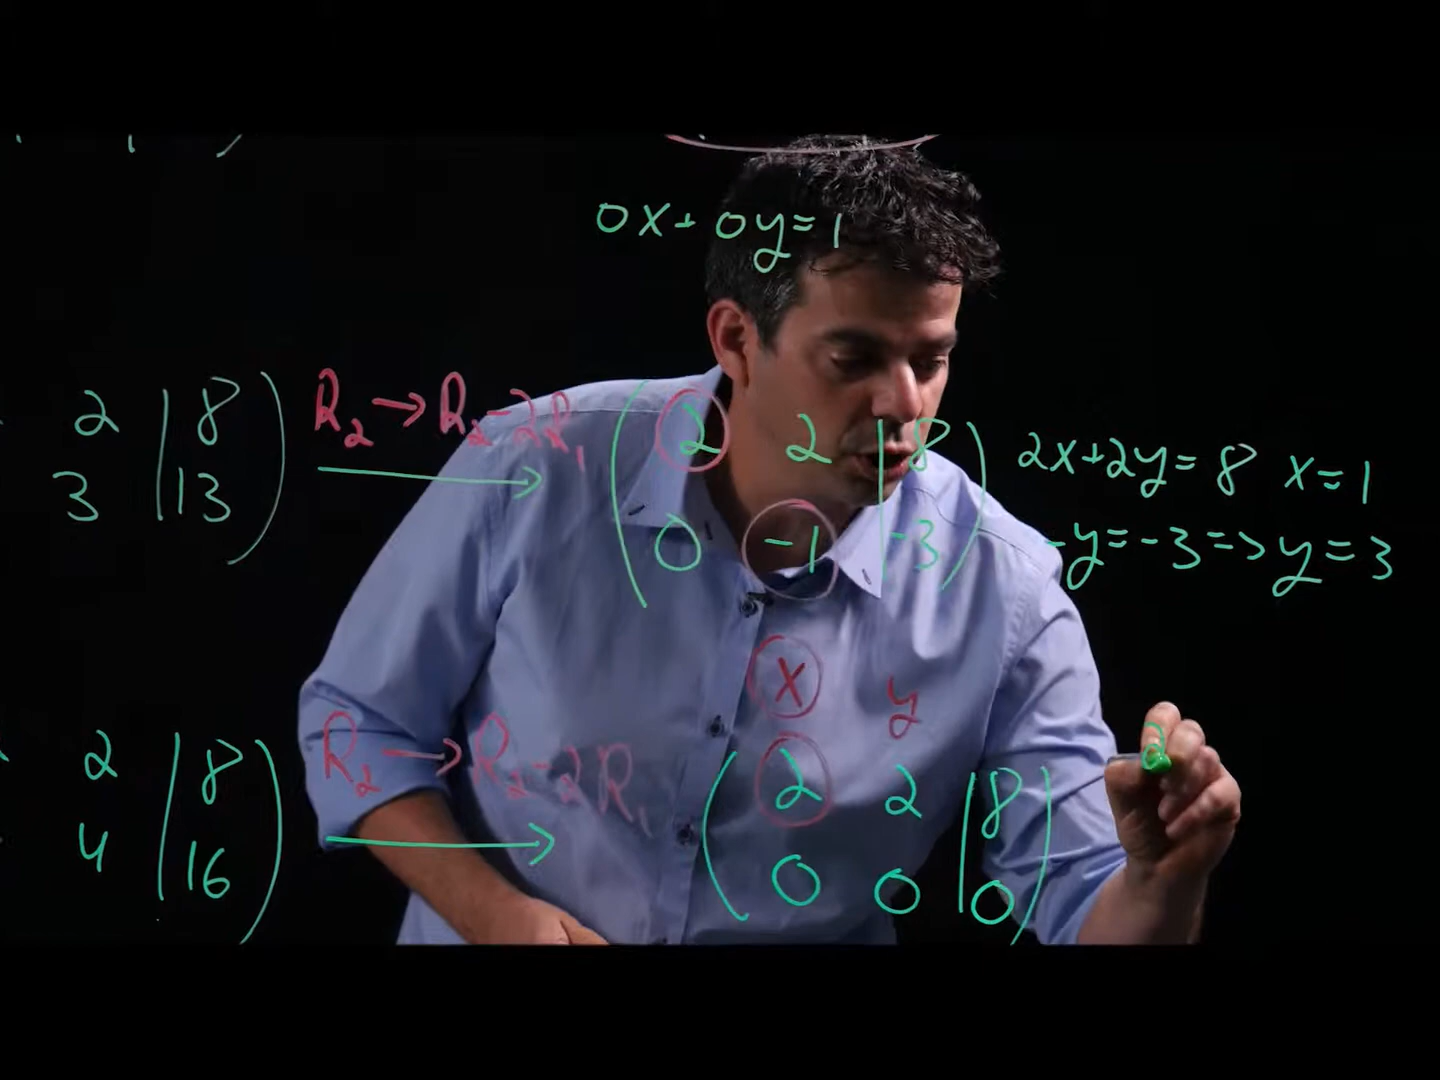 0x+0y=1
2 | 8 ) R₂→R₂-2R₁ ( 2 2 | 8 ) 2x+2y=8 x=1
3 | 13 ) ( 0 -1 | -3 ) -y=-3=>y=3
x y
2 | 8 ) R₂→R₂-2R₁ ( 2 2 | 8 ) 2
4 | 16 ) ( 0 0 | 0 )